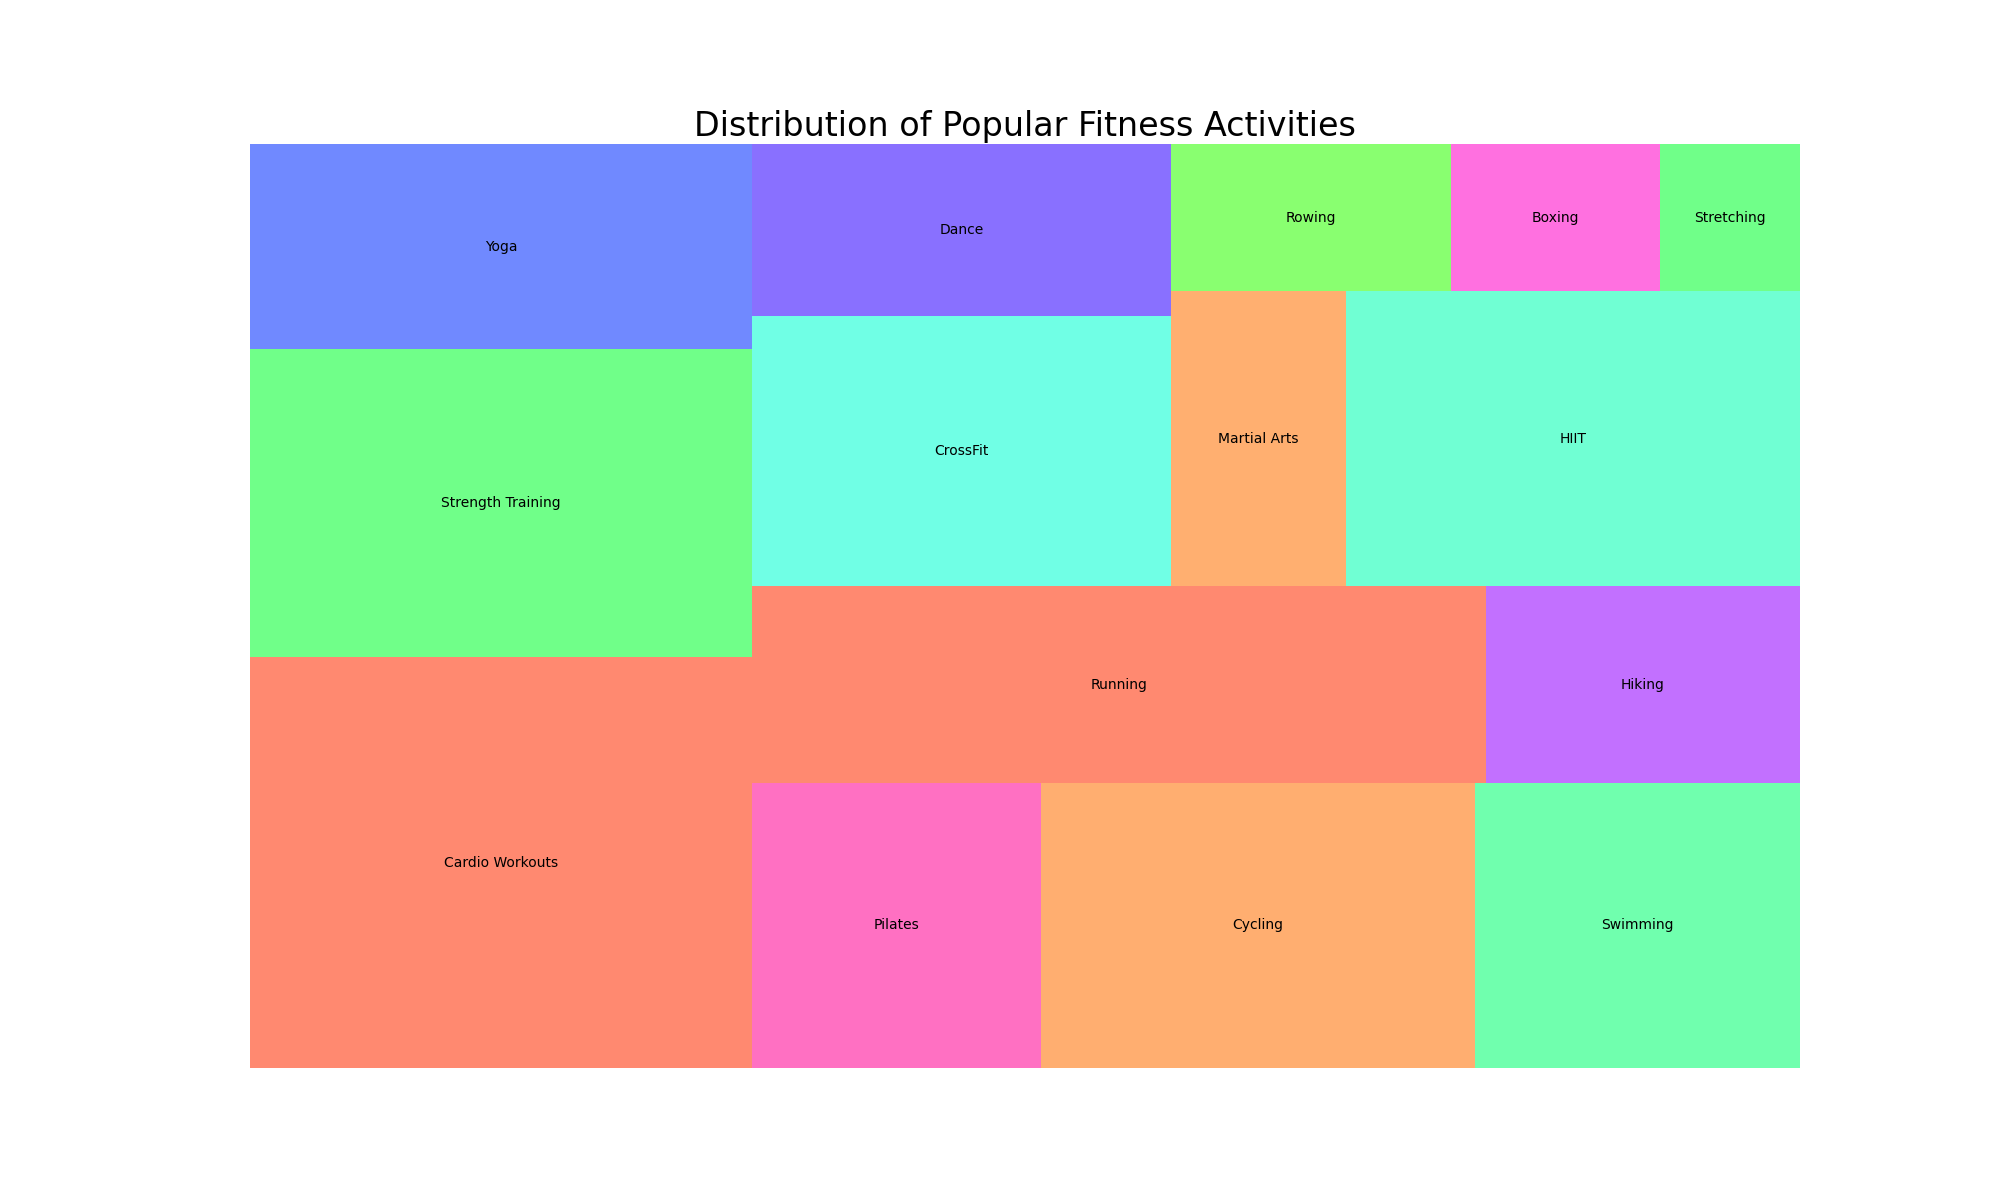 Distribution of Popular Fitness Activities
Yoga
Dance
Rowing
Boxing
Stretching
Strength Training
CrossFit
Martial Arts
HIIT
Running
Hiking
Cardio Workouts
Pilates
Cycling
Swimming